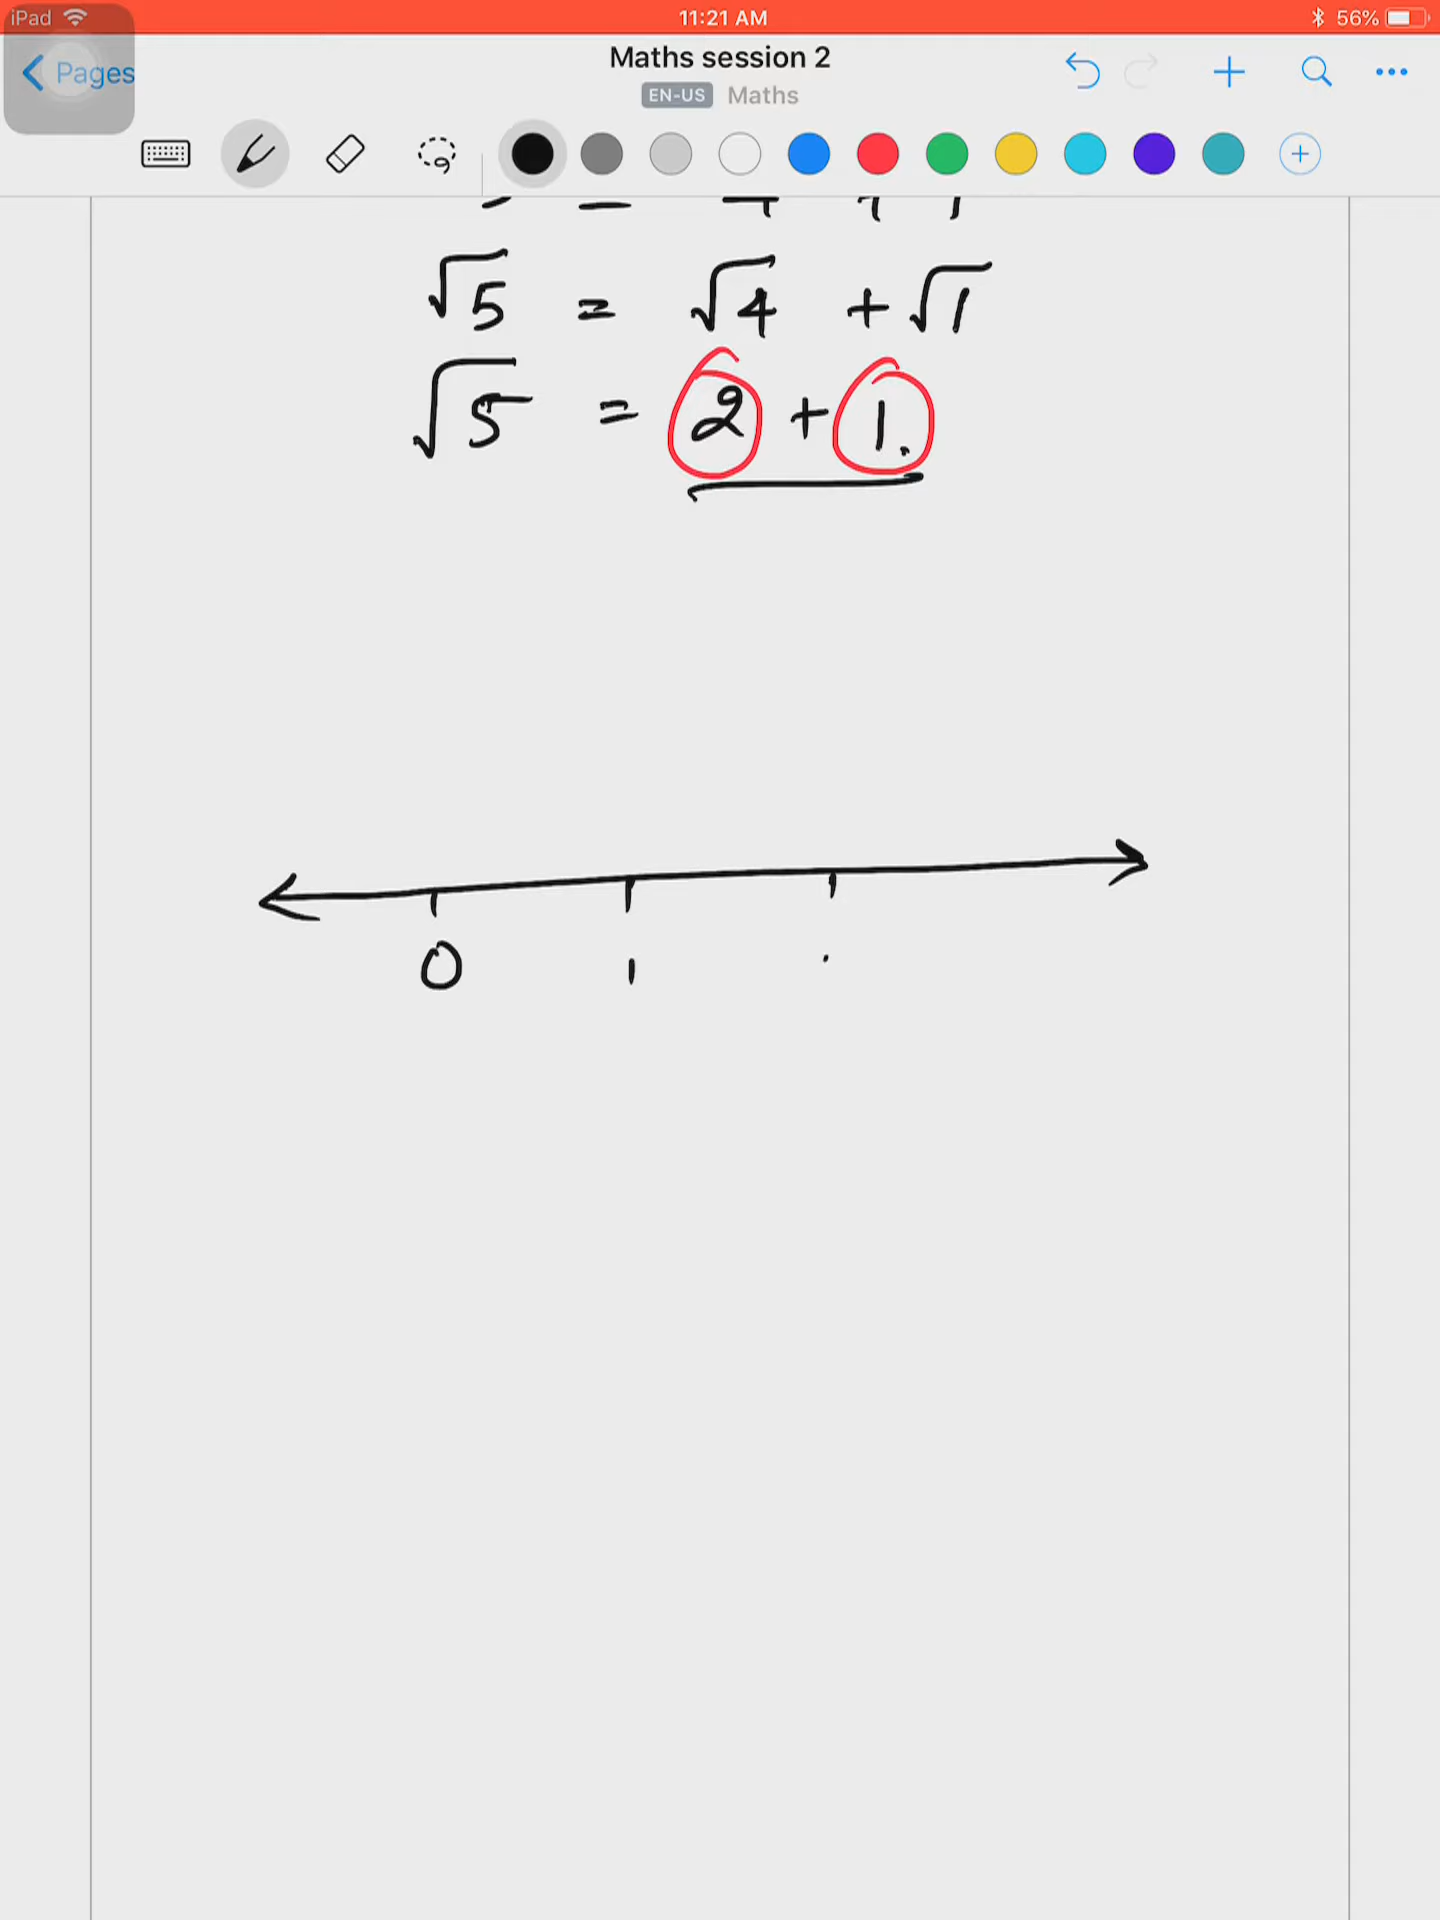 iPad 11:21 AM 56%
Pages Maths session 2
EN-US Maths
√5 = √4 + √1
√5 = 2 + 1.
0 1